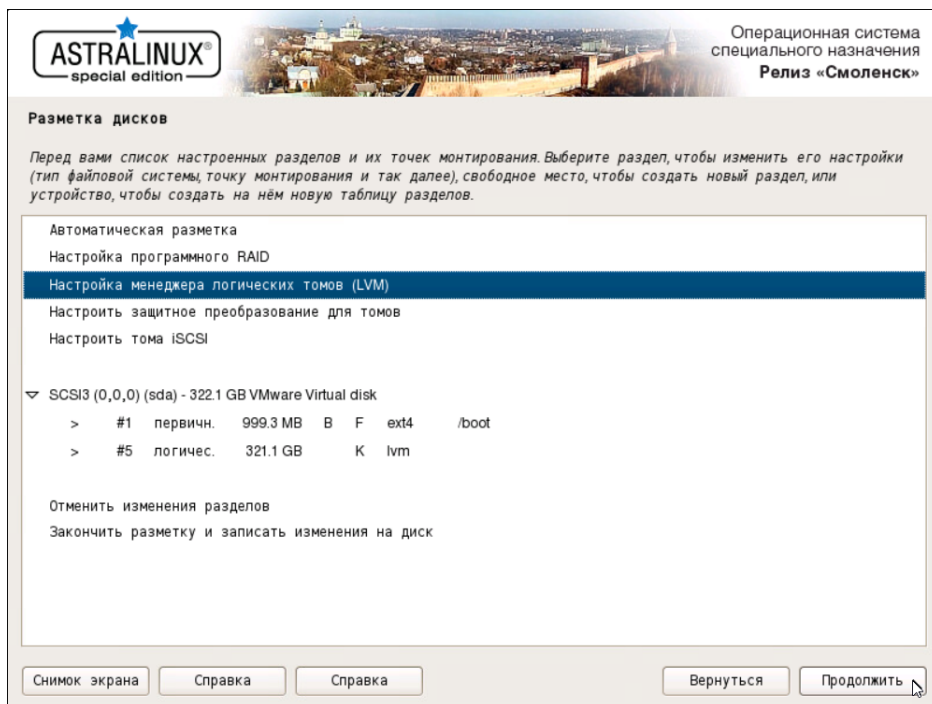 ASTRALINUX®
special edition
Операционная система
специального назначения
Релиз «Смоленск»
Разметка дисков
Перед вами список настроенных разделов и их точек монтирования. Выберите раздел, чтобы изменить его настройки
(тип файловой системы, точку монтирования и так далее), свободное место, чтобы создать новый раздел, или
устройство, чтобы создать на нём новую таблицу разделов.
Автоматическая разметка
Настройка программного RAID
Настройка менеджера логических томов (LVM)
Настроить защитное преобразование для томов
Настроить тома iSCSI
SCSI3 (0,0,0) (sda) - 322.1 GB VMware Virtual disk
> #1 первичн. 999.3 MB B F ext4 /boot
> #5 логичес. 321.1 GB K lvm
Отменить изменения разделов
Закончить разметку и записать изменения на диск
Снимок экрана Справка Справка Вернуться Продолжить